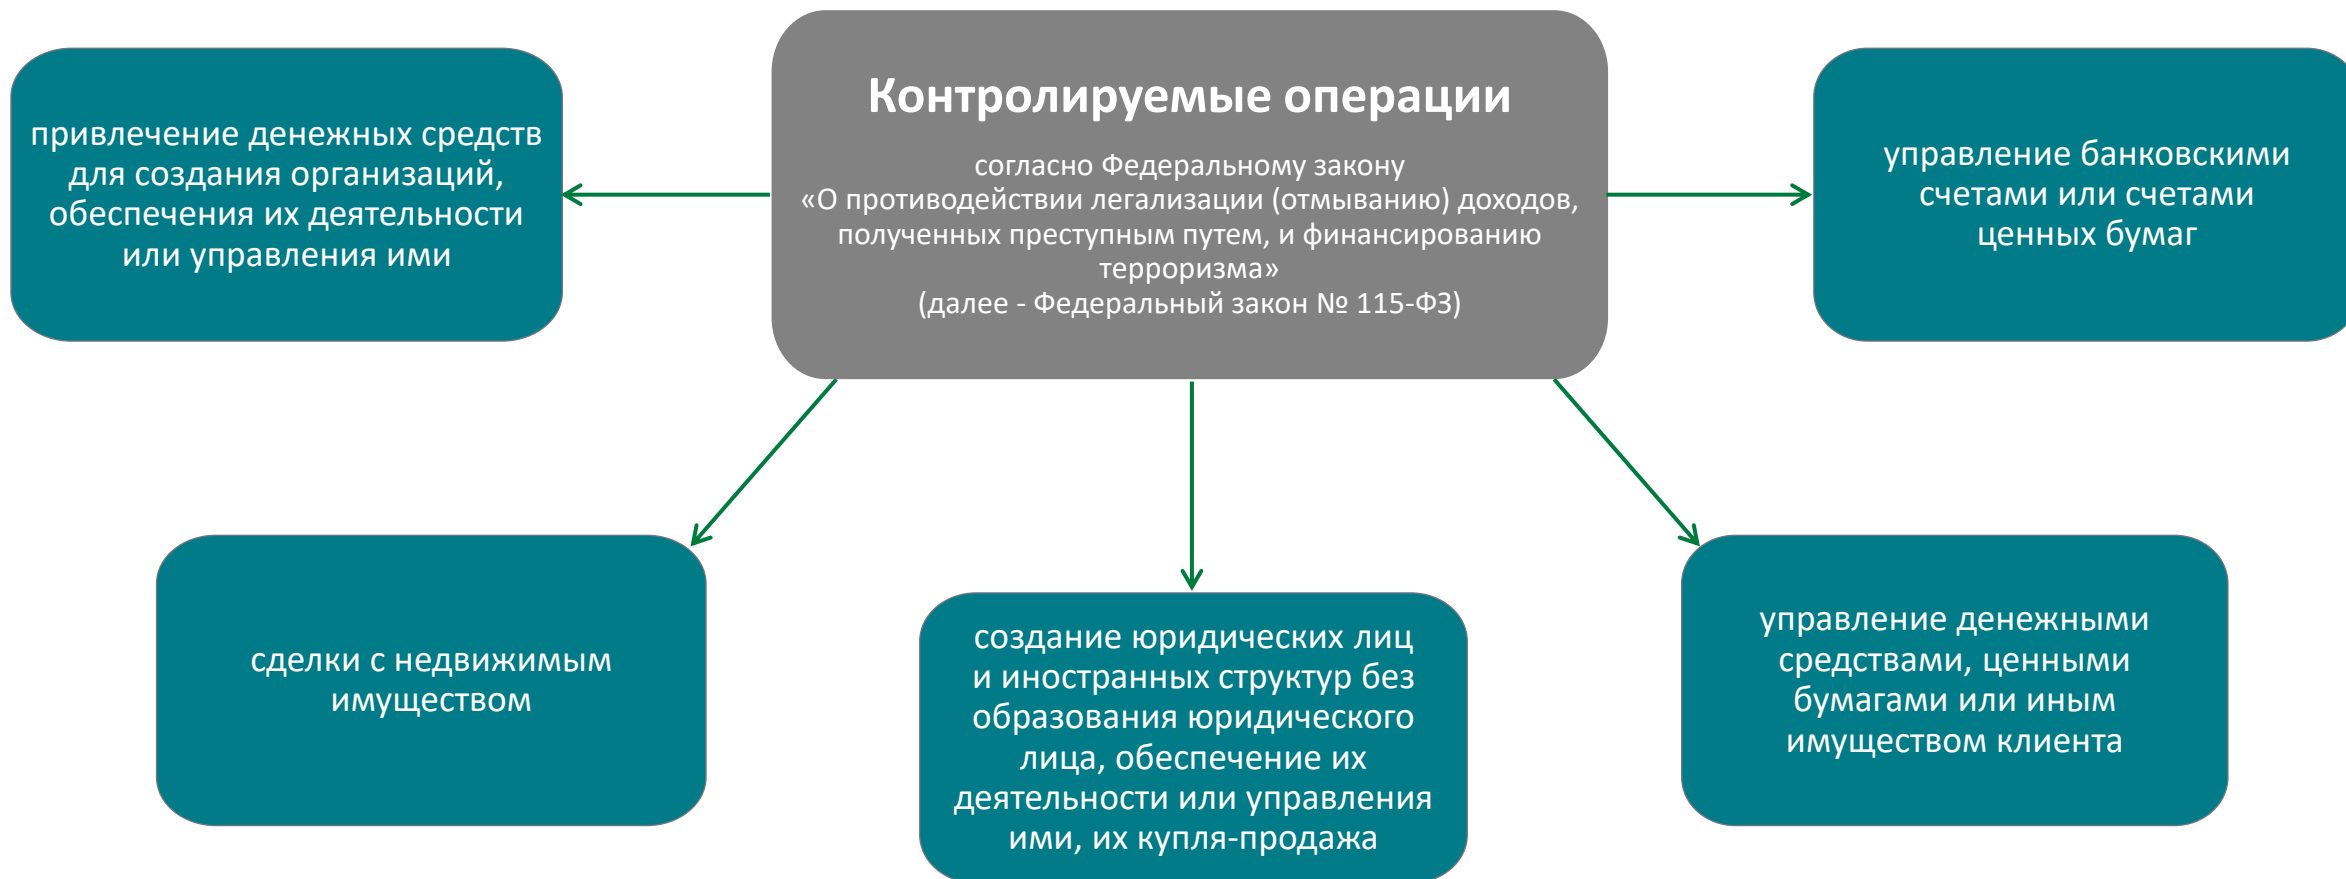 Контролируемые операции
согласно Федеральному закону
«О противодействии легализации (отмыванию) доходов,
полученных преступным путем, и финансированию
терроризма»
(далее - Федеральный закон № 115-ФЗ)
привлечение денежных средств
для создания организаций,
обеспечения их деятельности
или управления ими
управление банковскими
счетами или счетами
ценных бумаг
сделки с недвижимым
имуществом
создание юридических лиц
и иностранных структур без
образования юридического
лица, обеспечение их
деятельности или управления
ими, их купля-продажа
управление денежными
средствами, ценными
бумагами или иным
имуществом клиента